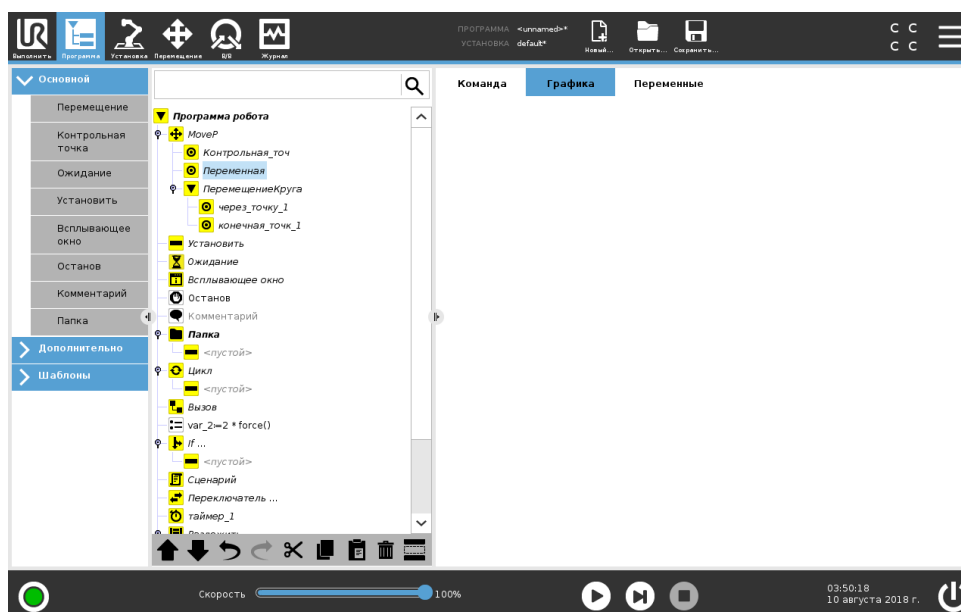 ПРОГРАММА <unnamed>*
УСТАНОВКА default*
UR
Выполнить Программа Установка Перемещение В/В Журнал Новый... Открыть... Сохранить...
C C
C C
Основной
Перемещение
Контрольная
точка
Ожидание
Установить
Всплывающее
окно
Останов
Комментарий
Папка
Дополнительно
Шаблоны
Программа робота
MoveP
Контрольная_точ
Переменная
ПеремещениеКруга
через_точку_1
конечная_точк_1
Установить
Ожидание
Всплывающее окно
Останов
Комментарий
Папка
<пустой>
Цикл
<пустой>
Вызов
var_2≔2 * force()
If ...
<пустой>
Сценарий
Переключатель ...
таймер_1
Команда Графика Переменные
Скорость 100%
03:50:18
10 августа 2018 г.